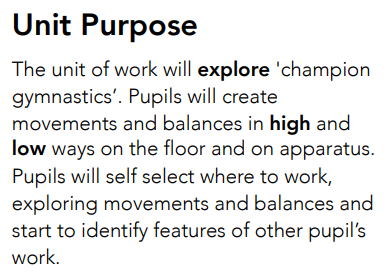 Unit Purpose
The unit of work will explore 'champion
gymnastics’. Pupils will create
movements and balances in high and
low ways on the floor and on apparatus.
Pupils will self select where to work,
exploring movements and balances and
start to identify features of other pupil’s
work.